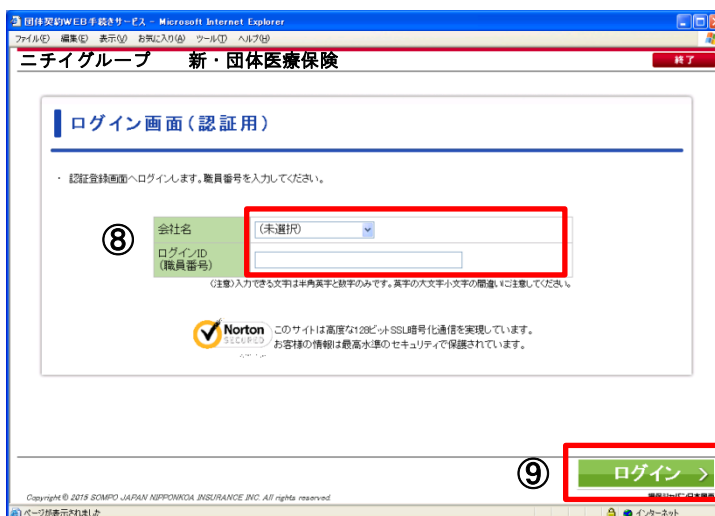 団体契約WEB手続きサービス - Microsoft Internet Explorer
ファイル(F) 編集(E) 表示(V) お気に入り(A) ツール(T) ヘルプ(H)
ニチイグループ 新・団体医療保険
終了
ログイン画面(認証用)
・ 認証登録画面へログインします。職員番号を入力してください。
⑧
会社名
(未選択)
ログインID
(職員番号)
(注意)入力できる文字は半角英字と数字のみです。英字の大文字小文字の間違いにご注意してください。
Norton
SECURED
このサイトは高度な128ビットSSL暗号化通信を実現しています。
お客様の情報は最高水準のセキュリティで保護されています。
⑨
ログイン >
Copyright © 2015 SOMPO JAPAN NIPPONKOA INSURANCE INC. All rights reserved.
損保ジャパン日本興亜
ページが表示されました
インターネット